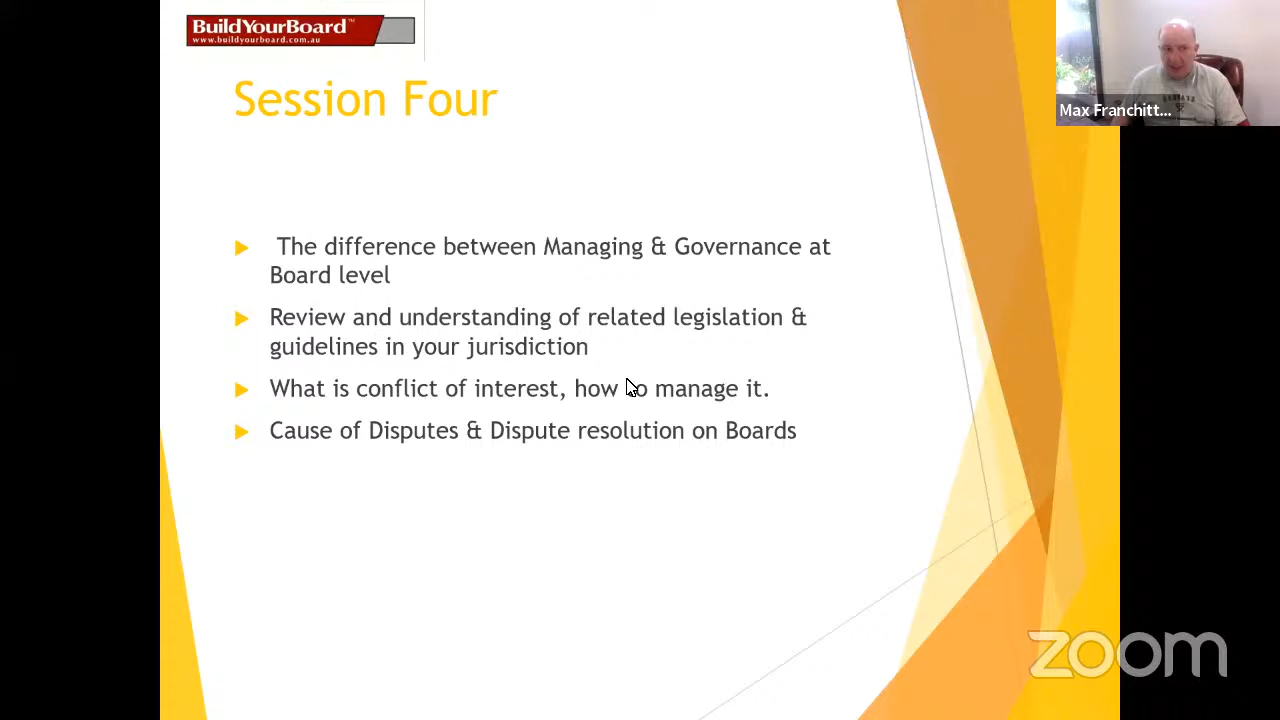 BuildYourBoard™
www.buildyourboard.com.au
Max Franchitt...
Session Four
The difference between Managing & Governance at
Board level
Review and understanding of related legislation &
guidelines in your jurisdiction
What is conflict of interest, how to manage it.
Cause of Disputes & Dispute resolution on Boards
zoom